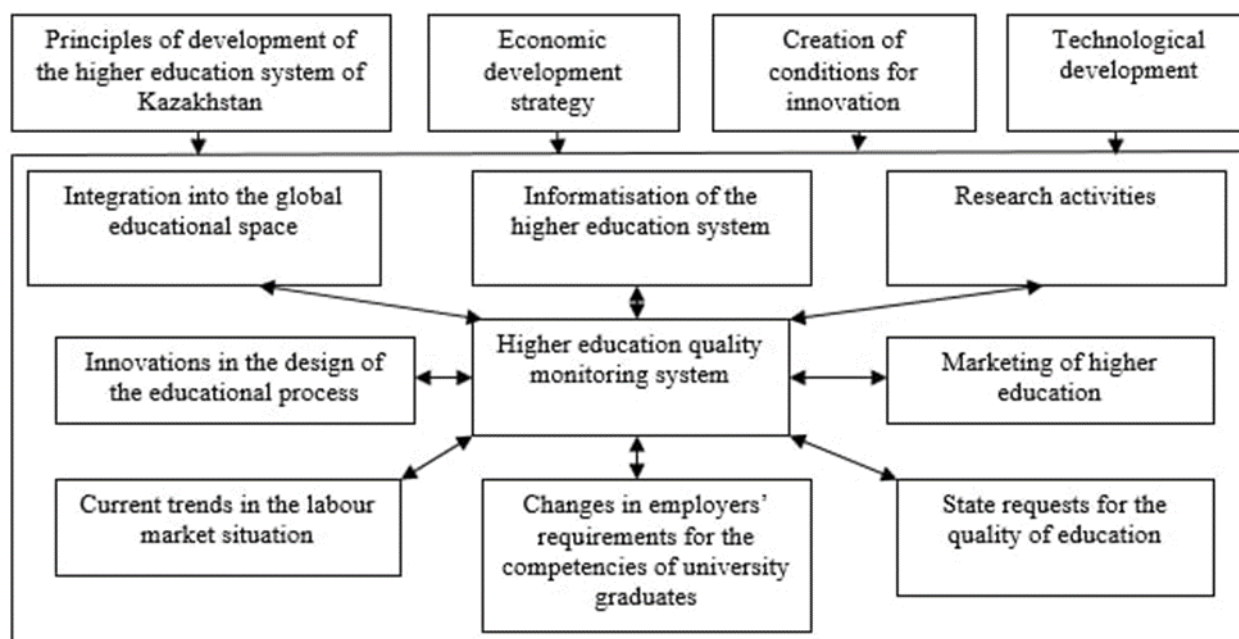 Principles of development of
the higher education system of
Kazakhstan
Economic
development
strategy
Creation of
conditions for
innovation
Technological
development
Integration into the global
educational space
Informatisation of the
higher education system
Research activities
Higher education quality
monitoring system
Innovations in the design of
the educational process
Marketing of higher
education
Current trends in the labour
market situation
Changes in employers’
requirements for the
competencies of university
graduates
State requests for the
quality of education